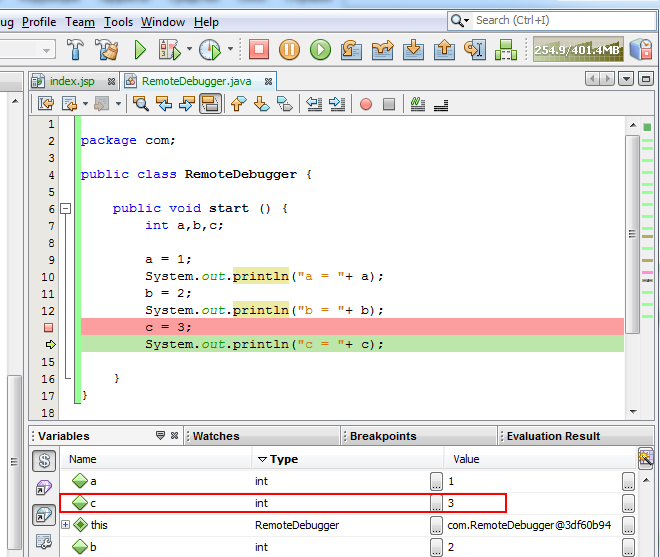 ug Profile Team Tools Window Help
Search (Ctrl+I)
254.9/401.4MB
index.jsp RemoteDebugger.java
1
2 package com;
3
4 public class RemoteDebugger {
5
6 public void start () {
7 int a,b,c;
8
9 a = 1;
10 System.out.println("a = "+ a);
11 b = 2;
12 System.out.println("b = "+ b);
c = 3;
System.out.println("c = "+ c);
15
16 }
17 }
18
Variables Watches Breakpoints Evaluation Result
Name Type Value
a int ... 1 ...
c int ... 3 ...
this RemoteDebugger ... com.RemoteDebugger@3df60b94 ...
b int ... 2 ...